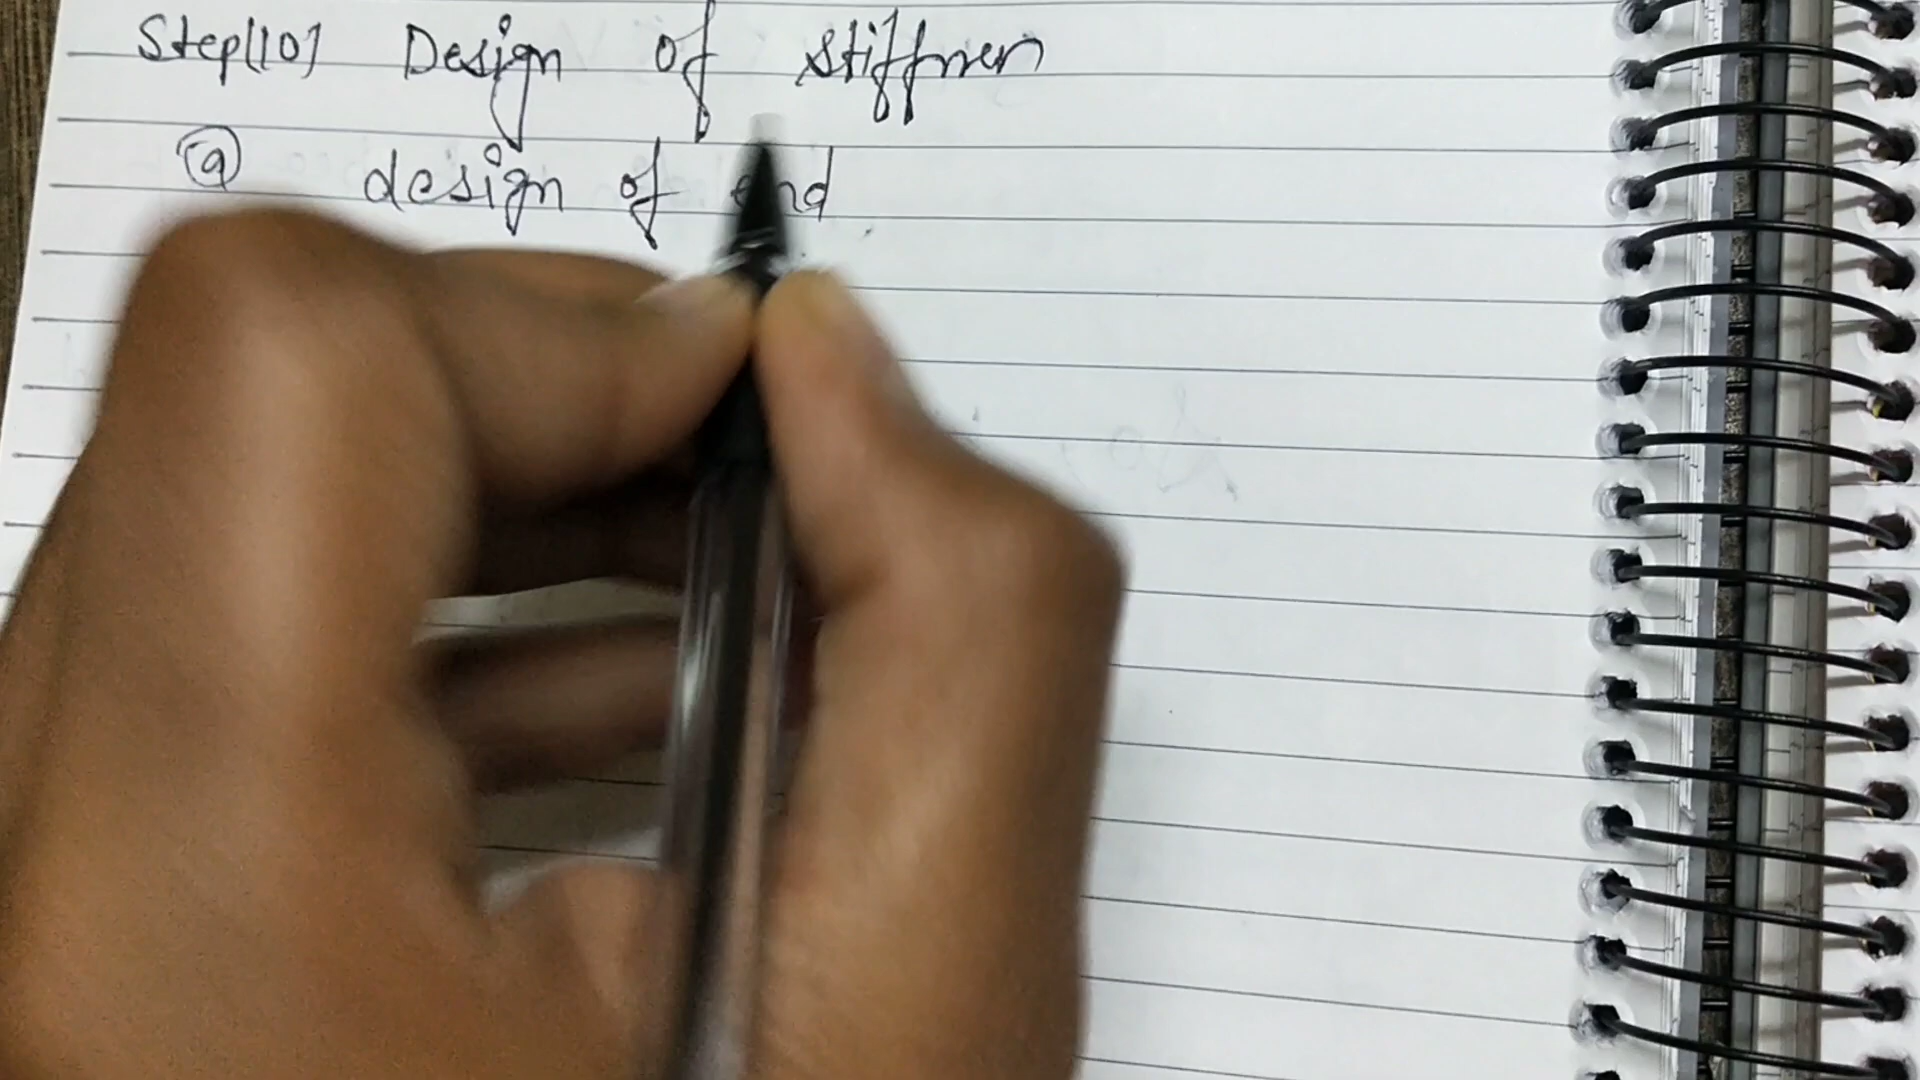 Step(10) Design of stiffner
ⓐ design of end